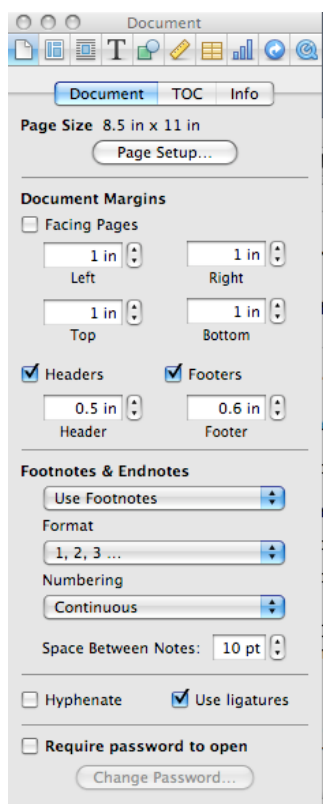 Document
T
Document TOC Info
Page Size 8.5 in x 11 in
Page Setup...
Document Margins
Facing Pages
1 in 1 in
Left Right
1 in 1 in
Top Bottom
Headers Footers
0.5 in 0.6 in
Header Footer
Footnotes & Endnotes
Use Footnotes
Format
1, 2, 3 ...
Numbering
Continuous
Space Between Notes: 10 pt
Hyphenate Use ligatures
Require password to open
Change Password...